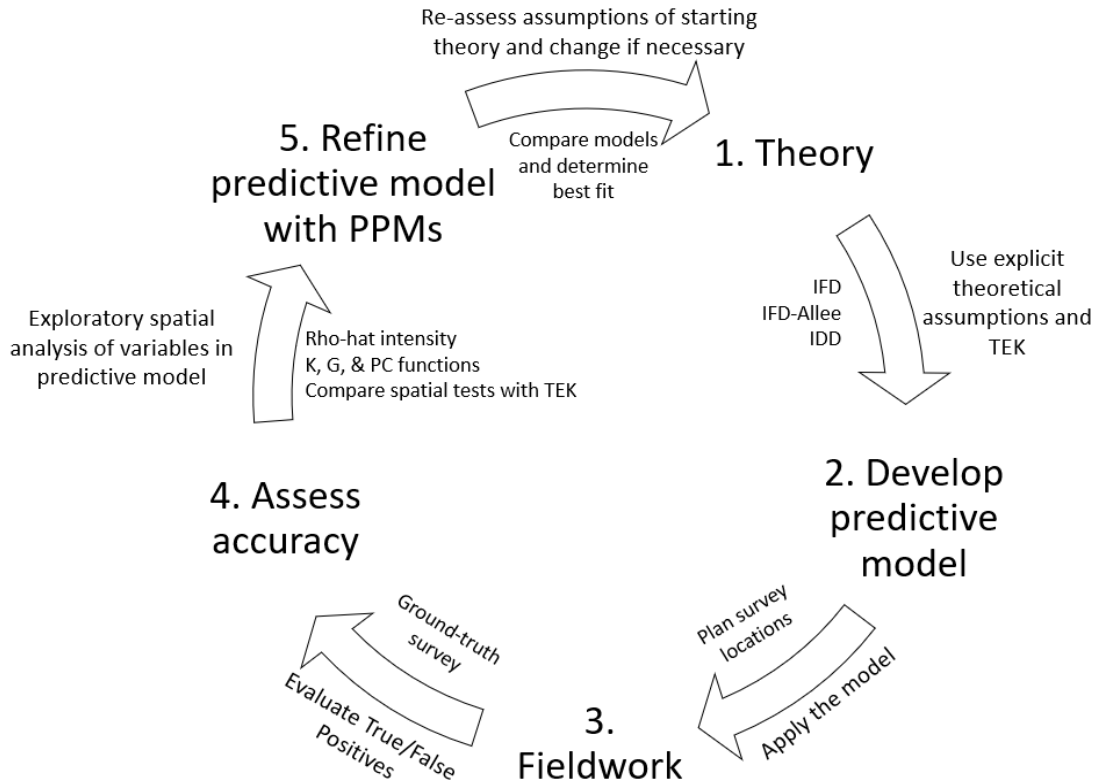 Re-assess assumptions of starting
theory and change if necessary
Compare models
and determine
best fit
1. Theory
IFD
IFD-Allee
IDD
Use explicit
theoretical
assumptions and
TEK
2. Develop
predictive
model
Plan survey
locations
Apply the model
3.
Fieldwork
Ground-truth
survey
Evaluate True/False
Positives
4. Assess
accuracy
Exploratory spatial
analysis of variables in
predictive model
Rho-hat intensity
K, G, & PC functions
Compare spatial tests with TEK
5. Refine
predictive model
with PPMs